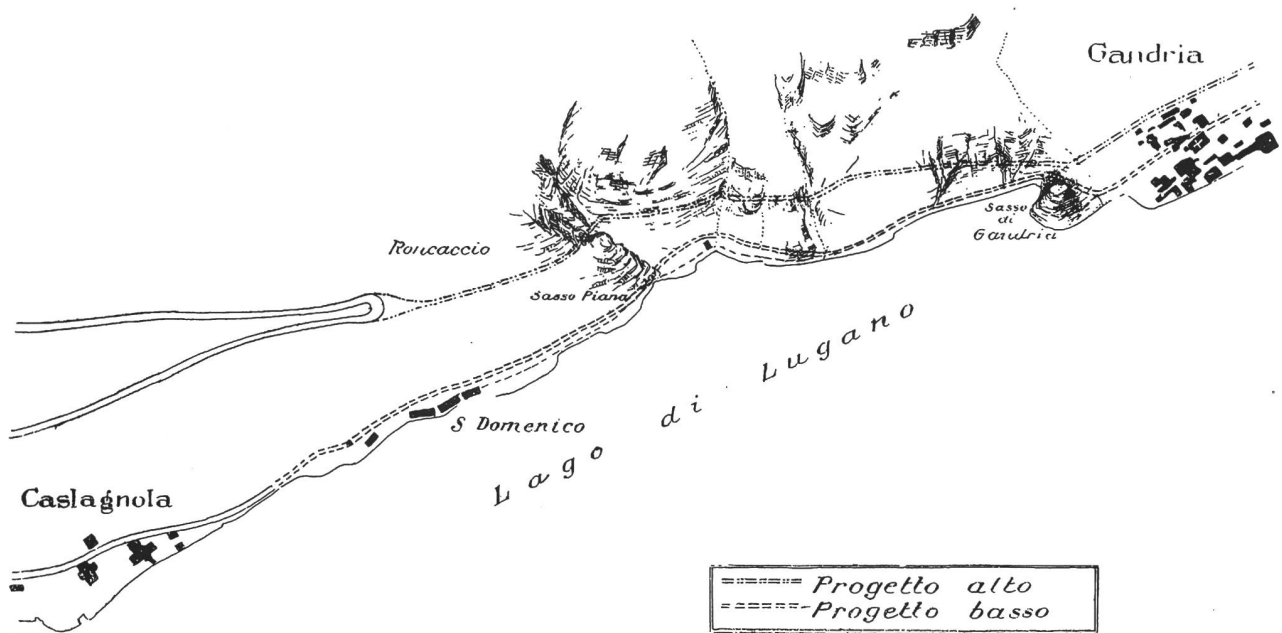 Gandria
Roncaccio
Sasso Piana
Sasso
di
Gandria
Lago di Lugano
S Domenico
Caslagnola
Progetto alto
Progetto basso